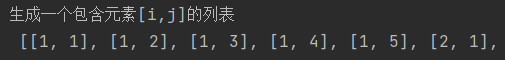 生成一个包含元素[i,j]的列表
[[1, 1], [1, 2], [1, 3], [1, 4], [1, 5], [2, 1],